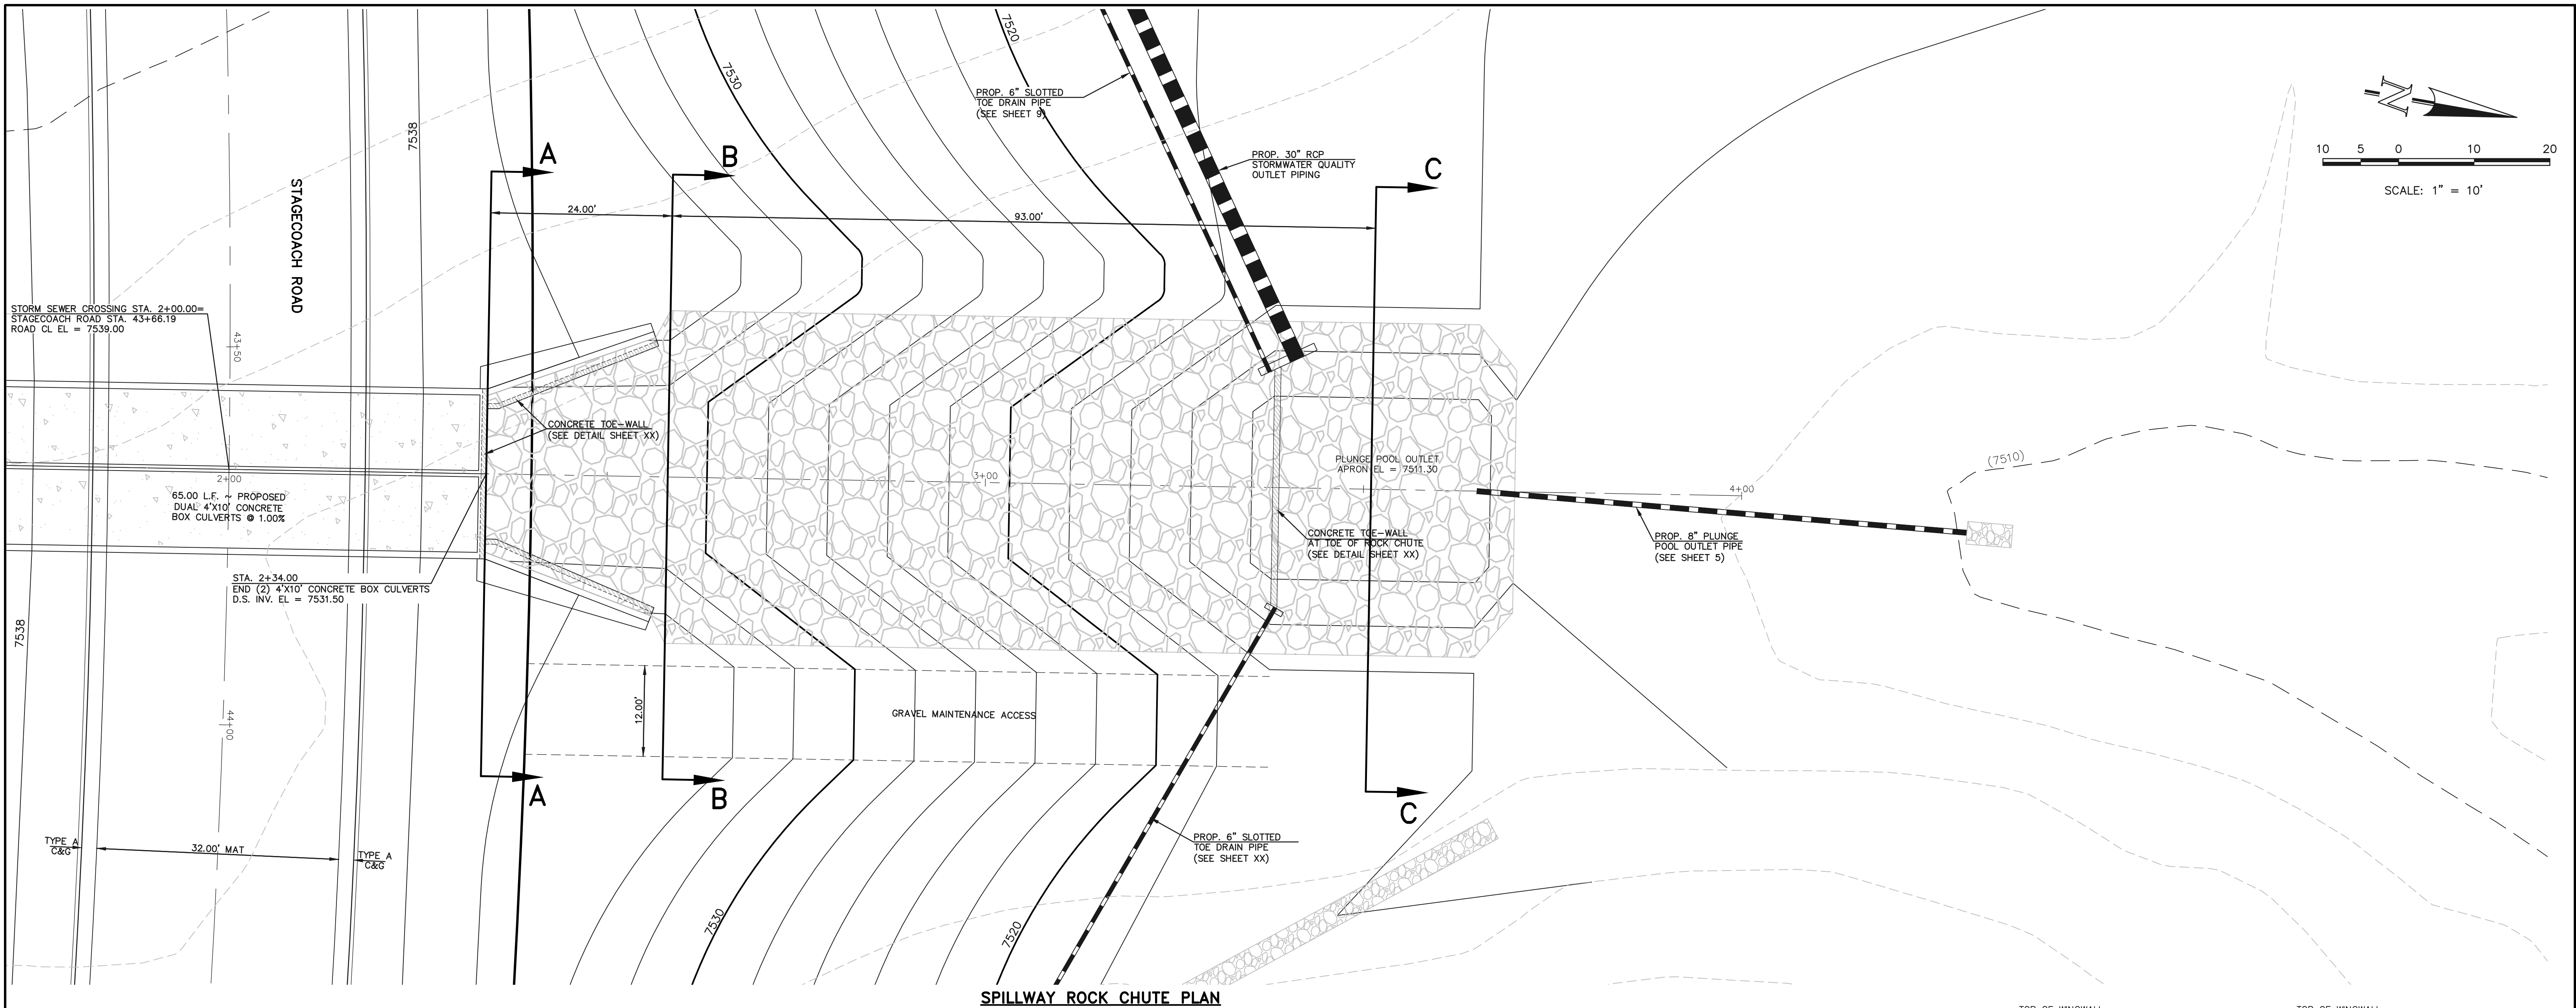 7520
7530
7538
PROP. 6" SLOTTED
TOE DRAIN PIPE
(SEE SHEET 9)
N
10 5 0 10 20
SCALE: 1" = 10'
A
B
C
PROP. 30" RCP
STORMWATER QUALITY
OUTLET PIPING
STAGECOACH ROAD
24.00'
93.00'
STORM SEWER CROSSING STA. 2+00.00=
STAGECOACH ROAD STA. 43+66.19
ROAD CL EL = 7539.00
43+50
CONCRETE TOE-WALL
(SEE DETAIL SHEET XX)
2+00
3+00
PLUNGE POOL OUTLET
APRON EL = 7511.30
4+00
(7510)
65.00 L.F. ~ PROPOSED
DUAL 4'X10' CONCRETE
BOX CULVERTS @ 1.00%
CONCRETE TOE-WALL
AT TOE OF ROCK CHUTE
(SEE DETAIL SHEET XX)
PROP. 8" PLUNGE
POOL OUTLET PIPE
(SEE SHEET 5)
STA. 2+34.00
END (2) 4'X10' CONCRETE BOX CULVERTS
D.S. INV. EL = 7531.50
7538
44+00
12.00'
GRAVEL MAINTENANCE ACCESS
A
B
C
TYPE A
C&G
32.00' MAT
TYPE A
C&G
PROP. 6" SLOTTED
TOE DRAIN PIPE
(SEE SHEET XX)
7530
7520
SPILLWAY ROCK CHUTE PLAN